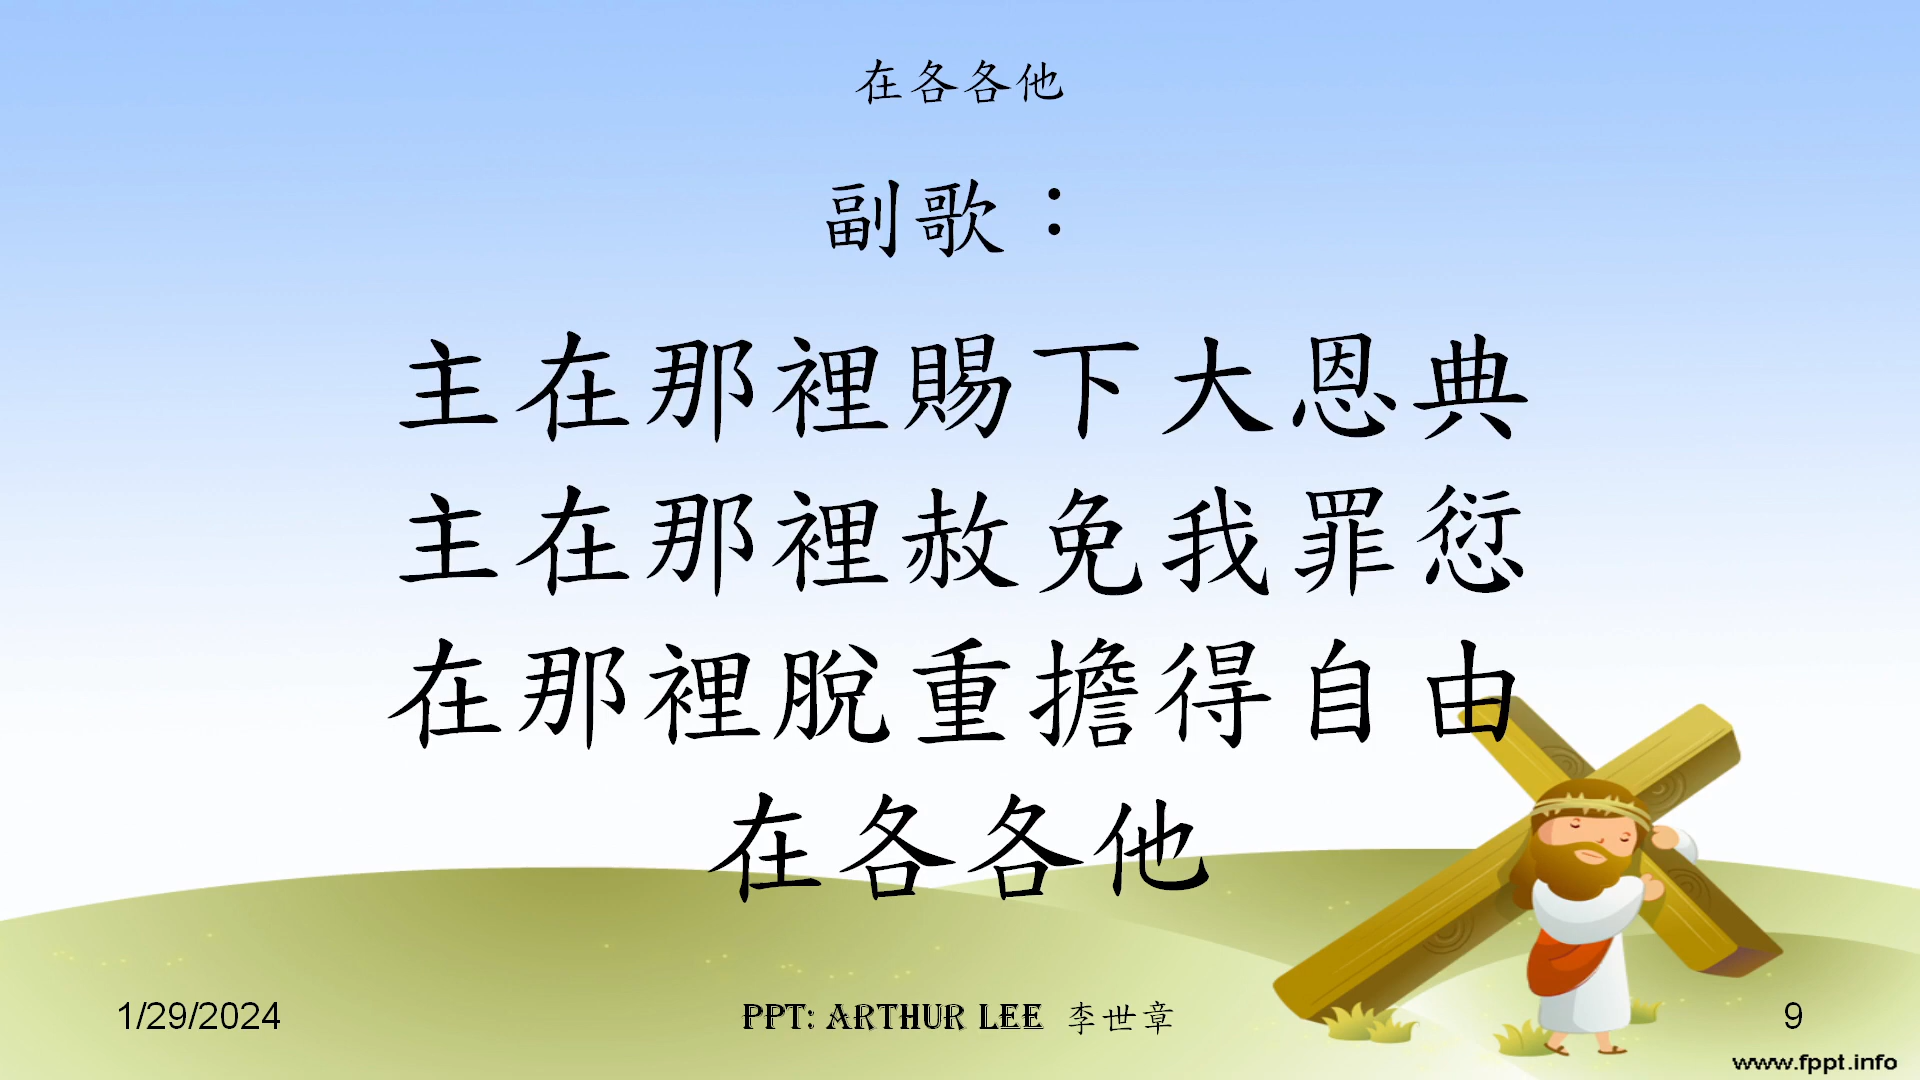 在各各他
副歌：
主在那裡賜下大恩典
主在那裡赦免我罪愆
在那裡脫重擔得自由
在各各他
1/29/2024
PPT: ARTHUR LEE 李世章
9
www.fppt.info